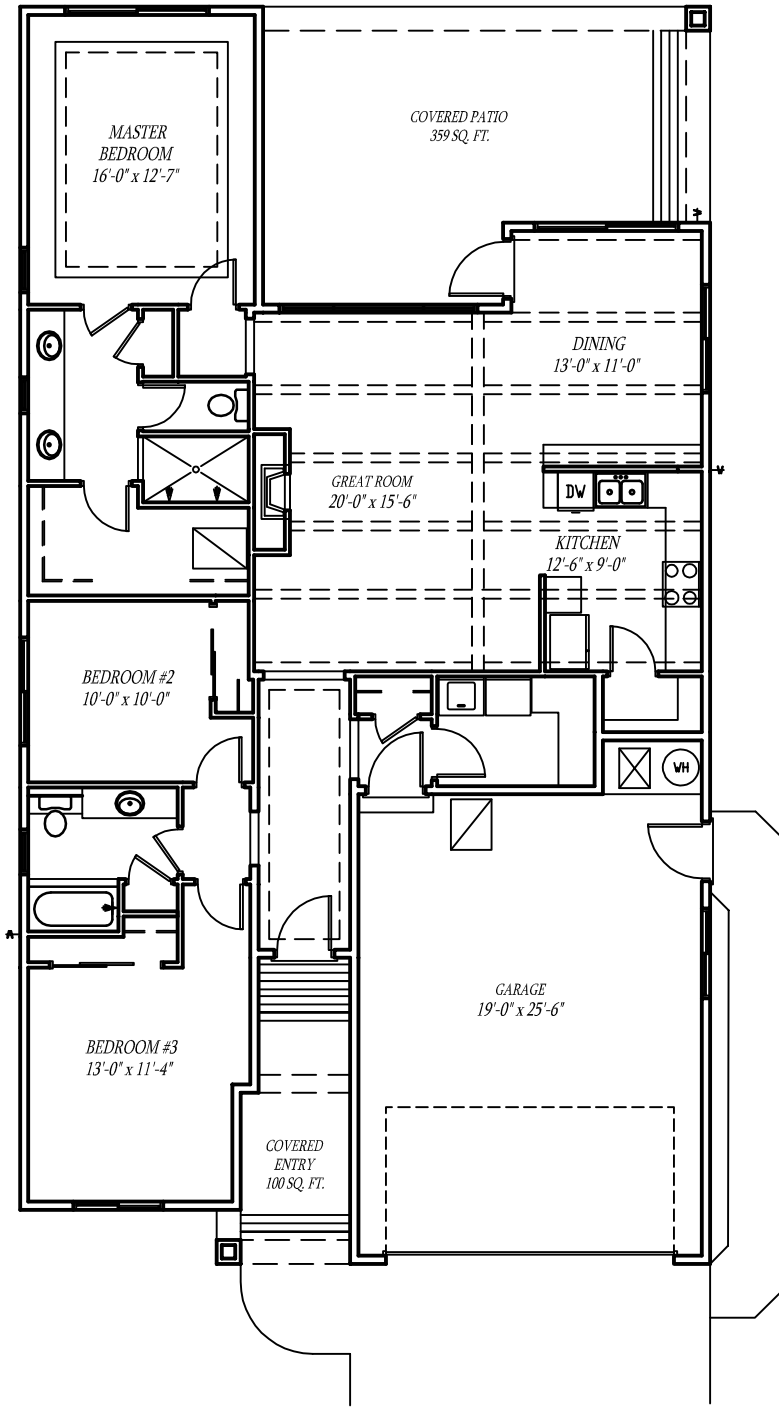 MASTER
BEDROOM
16'-0" x 12'-7"
COVERED PATIO
359 SQ. FT.
DINING
13'-0" x 11'-0"
GREAT ROOM
20'-0" x 15'-6"
DW
KITCHEN
12'-6" x 9'-0"
BEDROOM #2
10'-0" x 10'-0"
WH
GARAGE
19'-0" x 25'-6"
BEDROOM #3
13'-0" x 11'-4"
COVERED
ENTRY
100 SQ. FT.